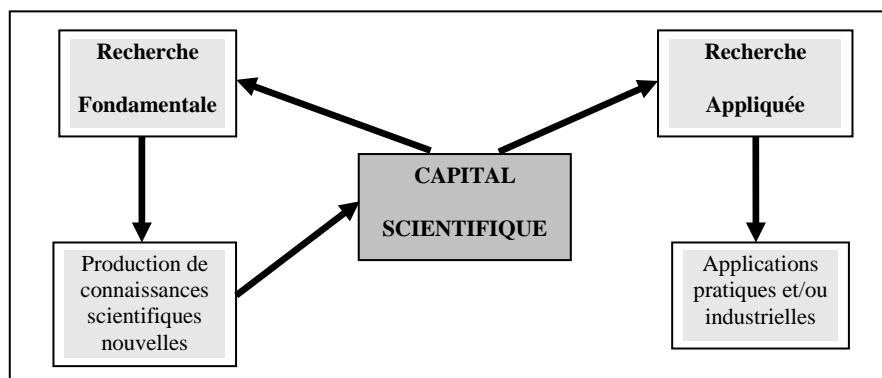 Recherche
Fondamentale
Recherche
Appliquée
CAPITAL
SCIENTIFIQUE
Production de
connaissances
scientifiques
nouvelles
Applications
pratiques et/ou
industrielles